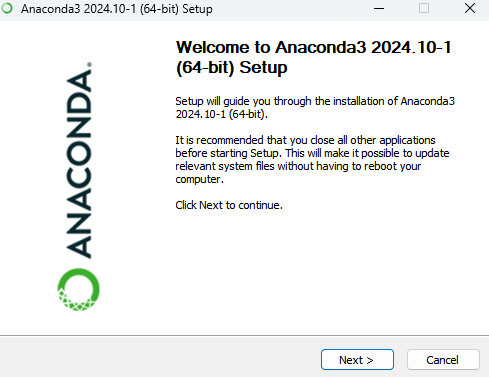 Anaconda3 2024.10-1 (64-bit) Setup
Welcome to Anaconda3 2024.10-1
(64-bit) Setup
Setup will guide you through the installation of Anaconda3
2024.10-1 (64-bit).
It is recommended that you close all other applications
before starting Setup. This will make it possible to update
relevant system files without having to reboot your
computer.
Click Next to continue.
ANACONDA.
Next >
Cancel